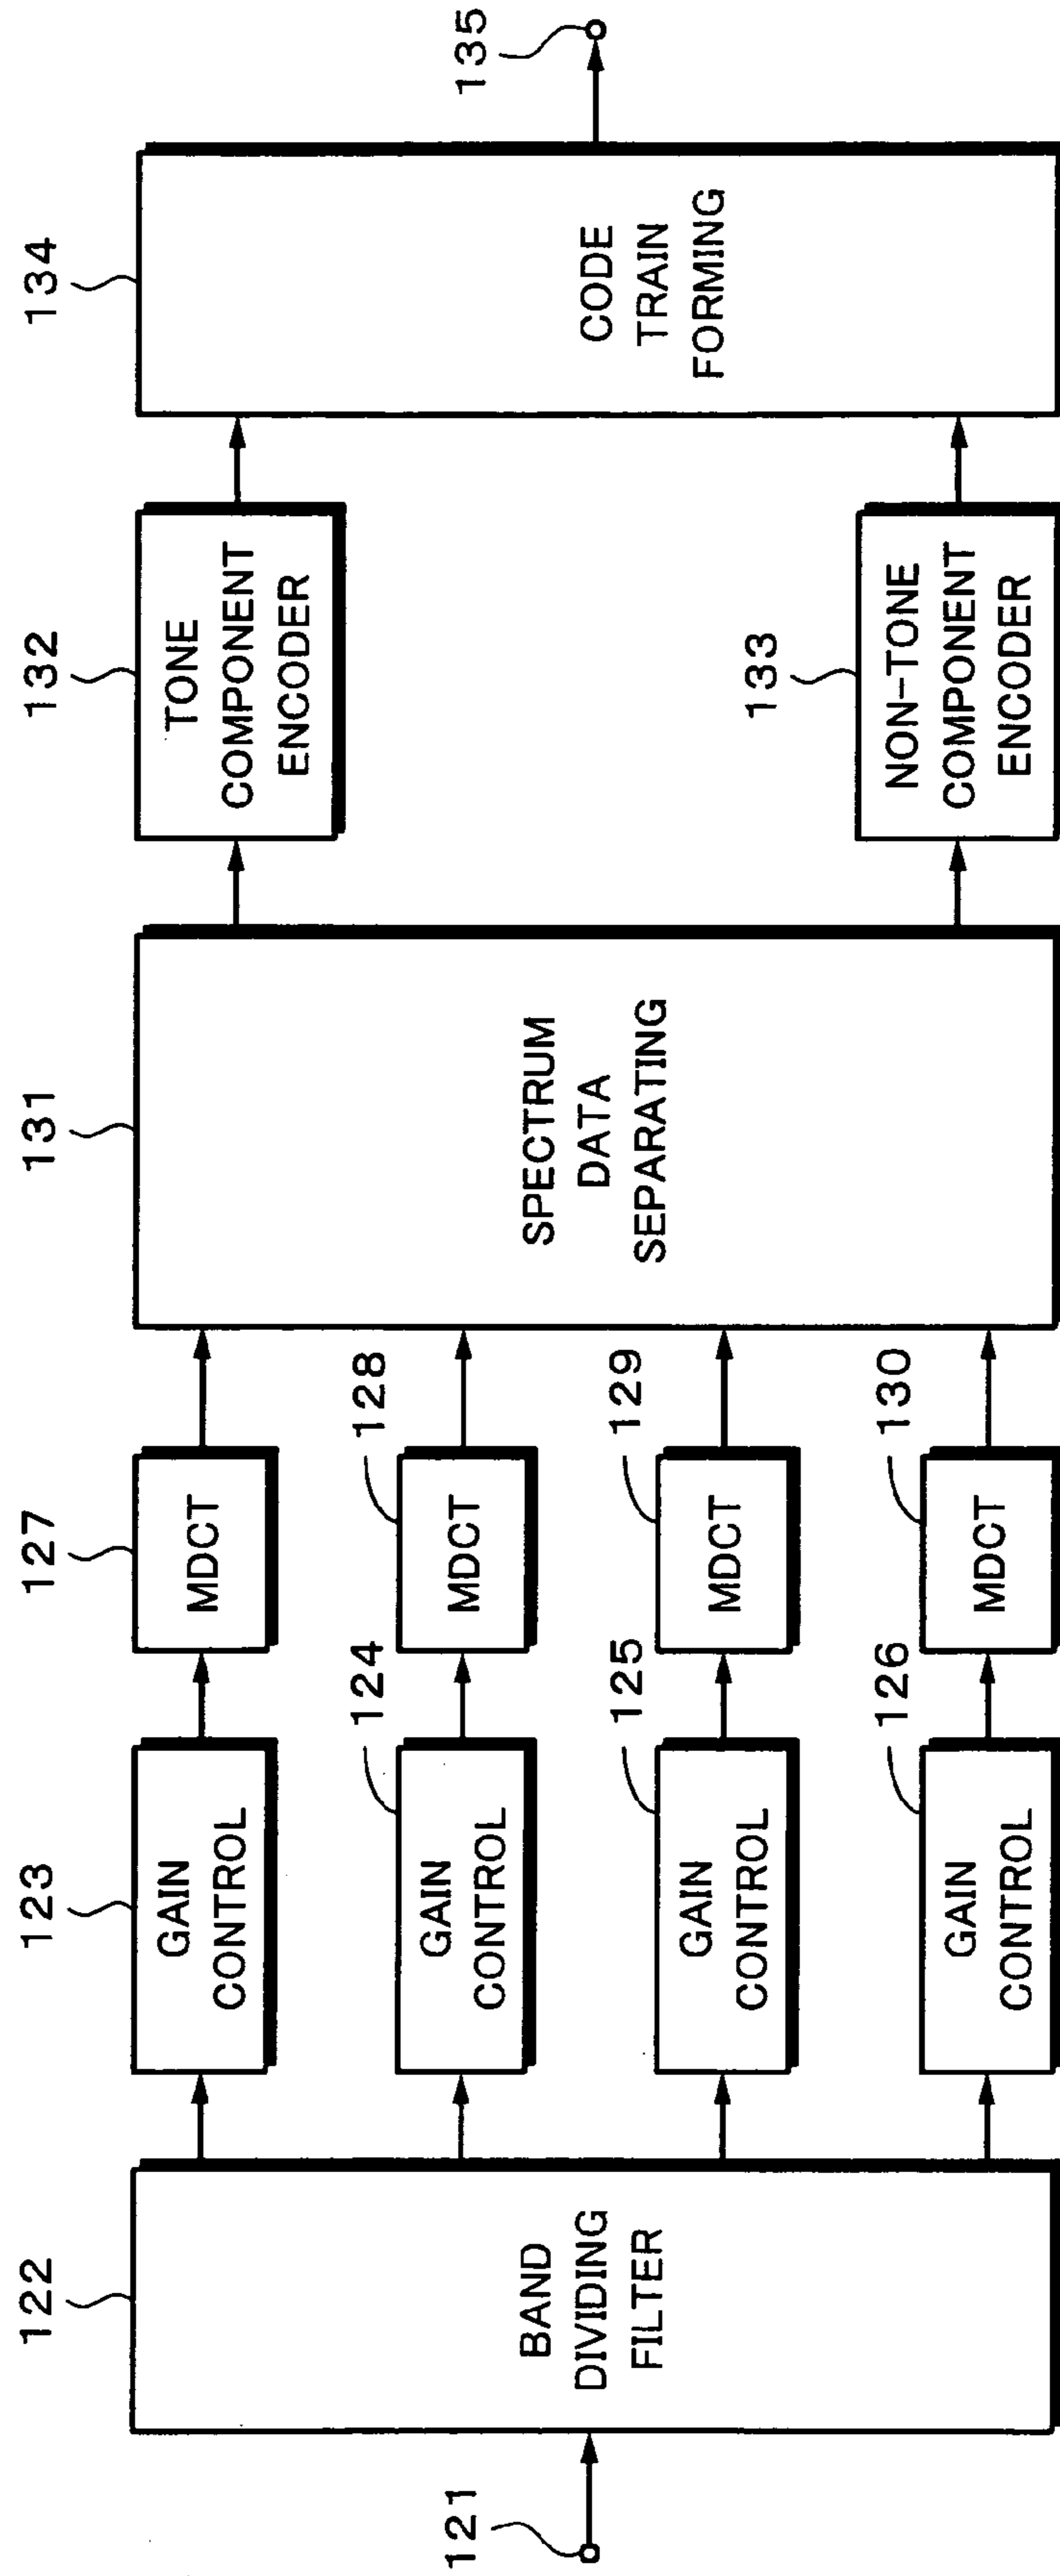 121
122
BAND
DIVIDING
FILTER
123
GAIN
CONTROL
124
GAIN
CONTROL
125
GAIN
CONTROL
126
GAIN
CONTROL
127
MDCT
128
MDCT
129
MDCT
130
MDCT
131
SPECTRUM
DATA
SEPARATING
132
TONE
COMPONENT
ENCODER
133
NON-TONE
COMPONENT
ENCODER
134
CODE
TRAIN
FORMING
135